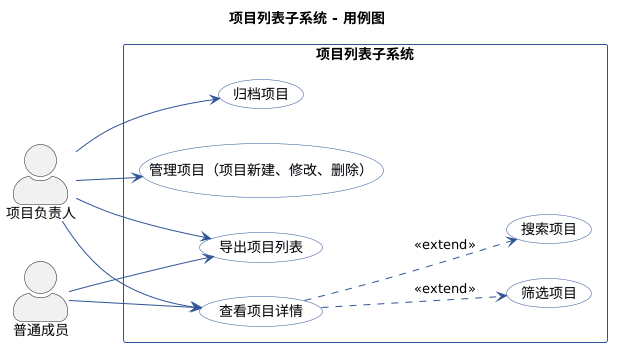 项目列表子系统 - 用例图
项目列表子系统
归档项目
管理项目（项目新建、修改、删除）
项目负责人
导出项目列表
搜索项目
<<extend>>
普通成员
查看项目详情
<<extend>>
筛选项目